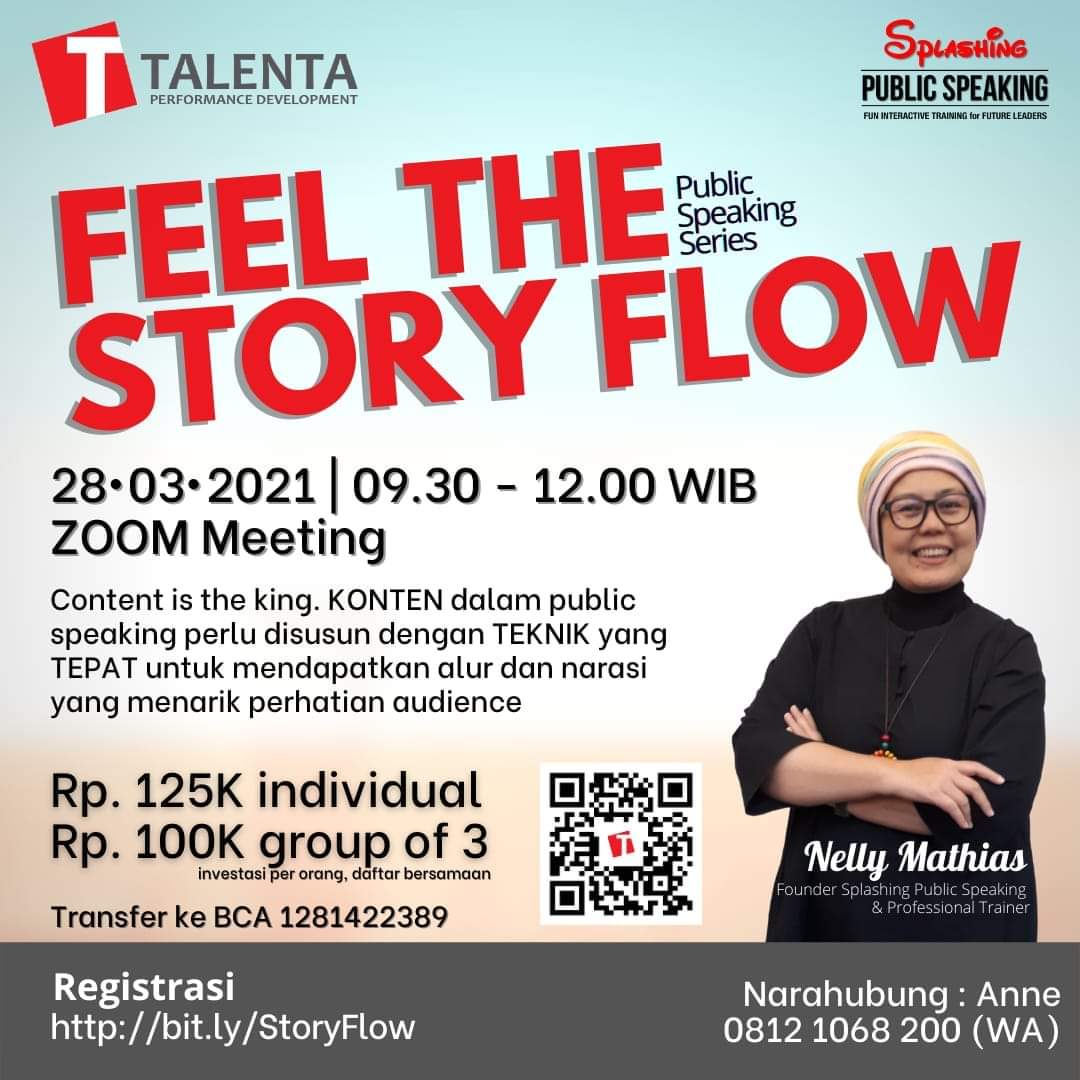 T TALENTA
PERFORMANCE DEVELOPMENT
SPLASHING
PUBLIC SPEAKING
FUN INTERACTIVE TRAINING for FUTURE LEADERS
FEEL THE
Public
Speaking
Series
STORY FLOW
28•03•2021 | 09.30 - 12.00 WIB
ZOOM Meeting
Content is the king. KONTEN dalam public
speaking perlu disusun dengan TEKNIK yang
TEPAT untuk mendapatkan alur dan narasi
yang menarik perhatian audience
Rp. 125K individual
Rp. 100K group of 3
investasi per orang, daftar bersamaan
Transfer ke BCA 1281422389
T
Nelly Mathias
Founder Splashing Public Speaking
& Professional Trainer
Registrasi
http://bit.ly/StoryFlow
Narahubung : Anne
0812 1068 200 (WA)